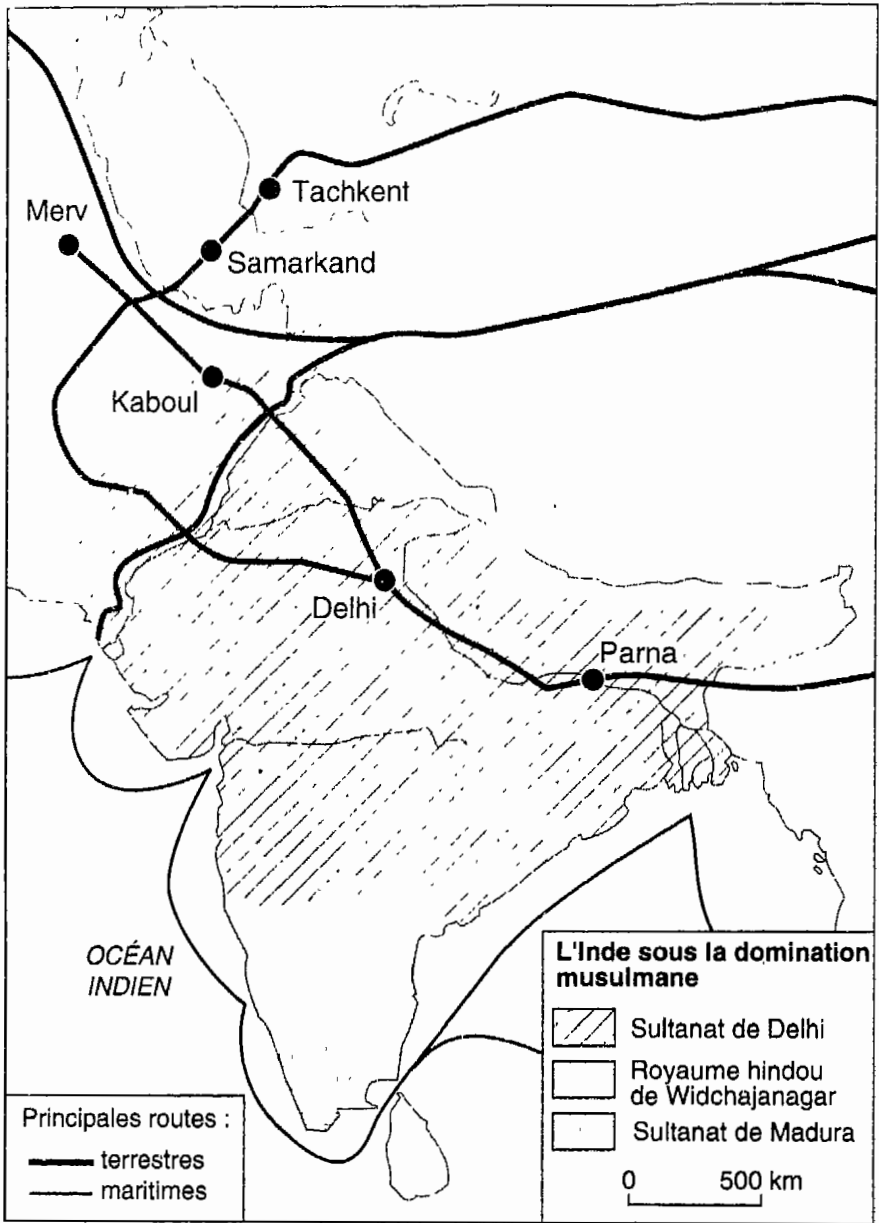 Tachkent
Merv
Samarkand
Kaboul
Delhi
Parna
OCÉAN
INDIEN
L'Inde sous la domination
musulmane
Sultanat de Delhi
Royaume hindou
de Widchajanagar
Sultanat de Madura
0 500 km
Principales routes :
terrestres
maritimes